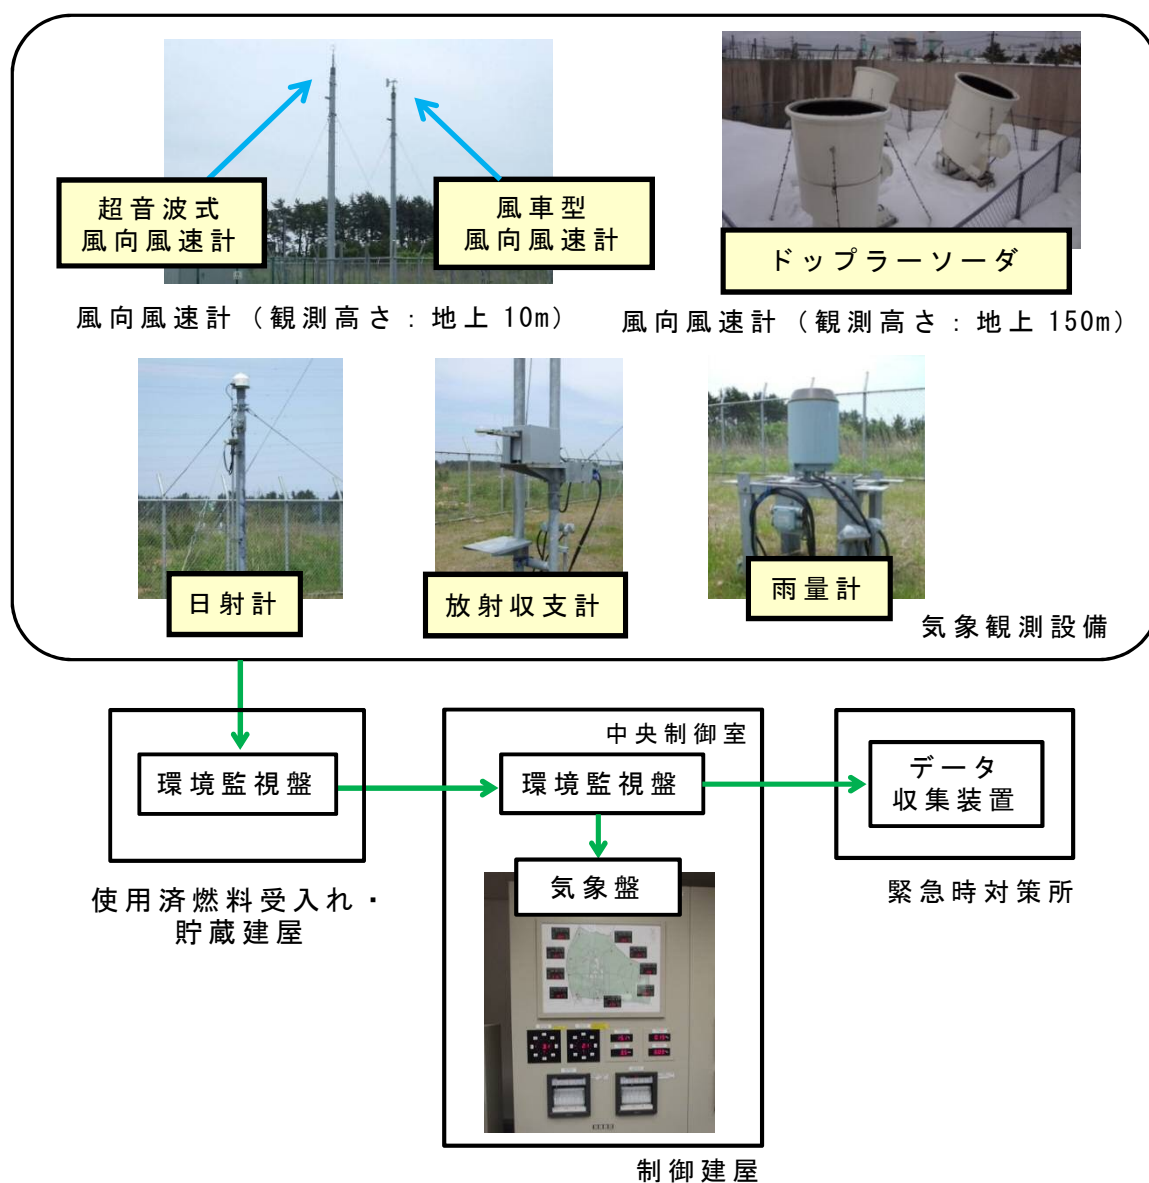 超音波式
風向風速計
風車型
風向風速計
ドップラーソーダ
風向風速計（観測高さ：地上 10m）
風向風速計（観測高さ：地上 150m）
日射計
放射収支計
雨量計
気象観測設備
環境監視盤
使用済燃料受入れ・
貯蔵建屋
中央制御室
環境監視盤
気象盤
制御建屋
データ
収集装置
緊急時対策所